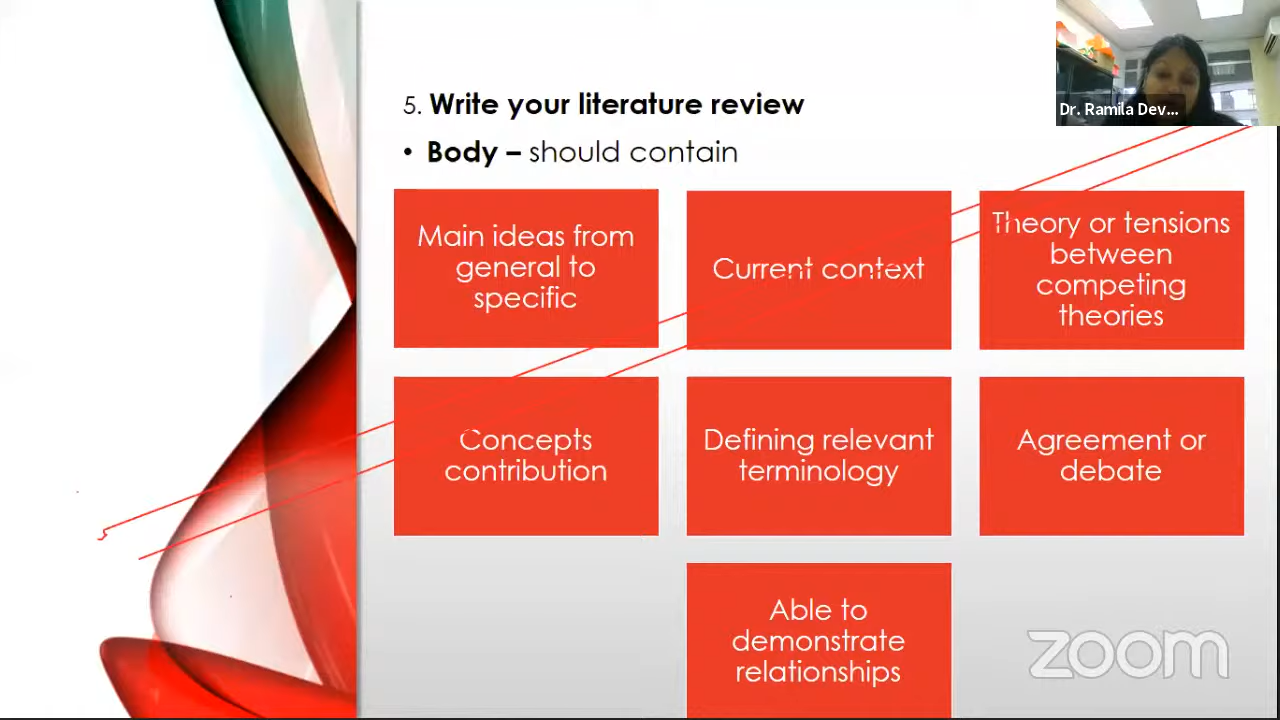 Dr. Ramila Dev...
5. Write your literature review
• Body – should contain
Main ideas from
general to
specific
Current context
Theory or tensions
between
competing
theories
Concepts
contribution
Defining relevant
terminology
Agreement or
debate
Able to
demonstrate
relationships
zoom